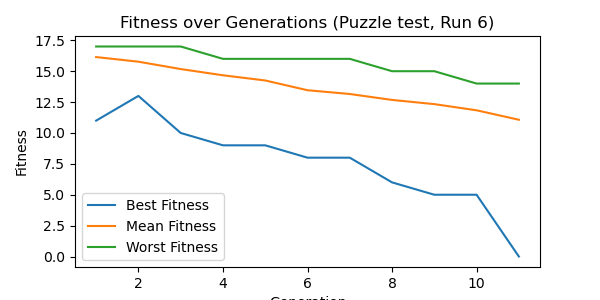 Fitness over Generations (Puzzle test, Run 6)
17.5
15.0
12.5
10.0
7.5
5.0
2.5
0.0
Fitness
Best Fitness
Mean Fitness
Worst Fitness
2 4 6 8 10
Generation